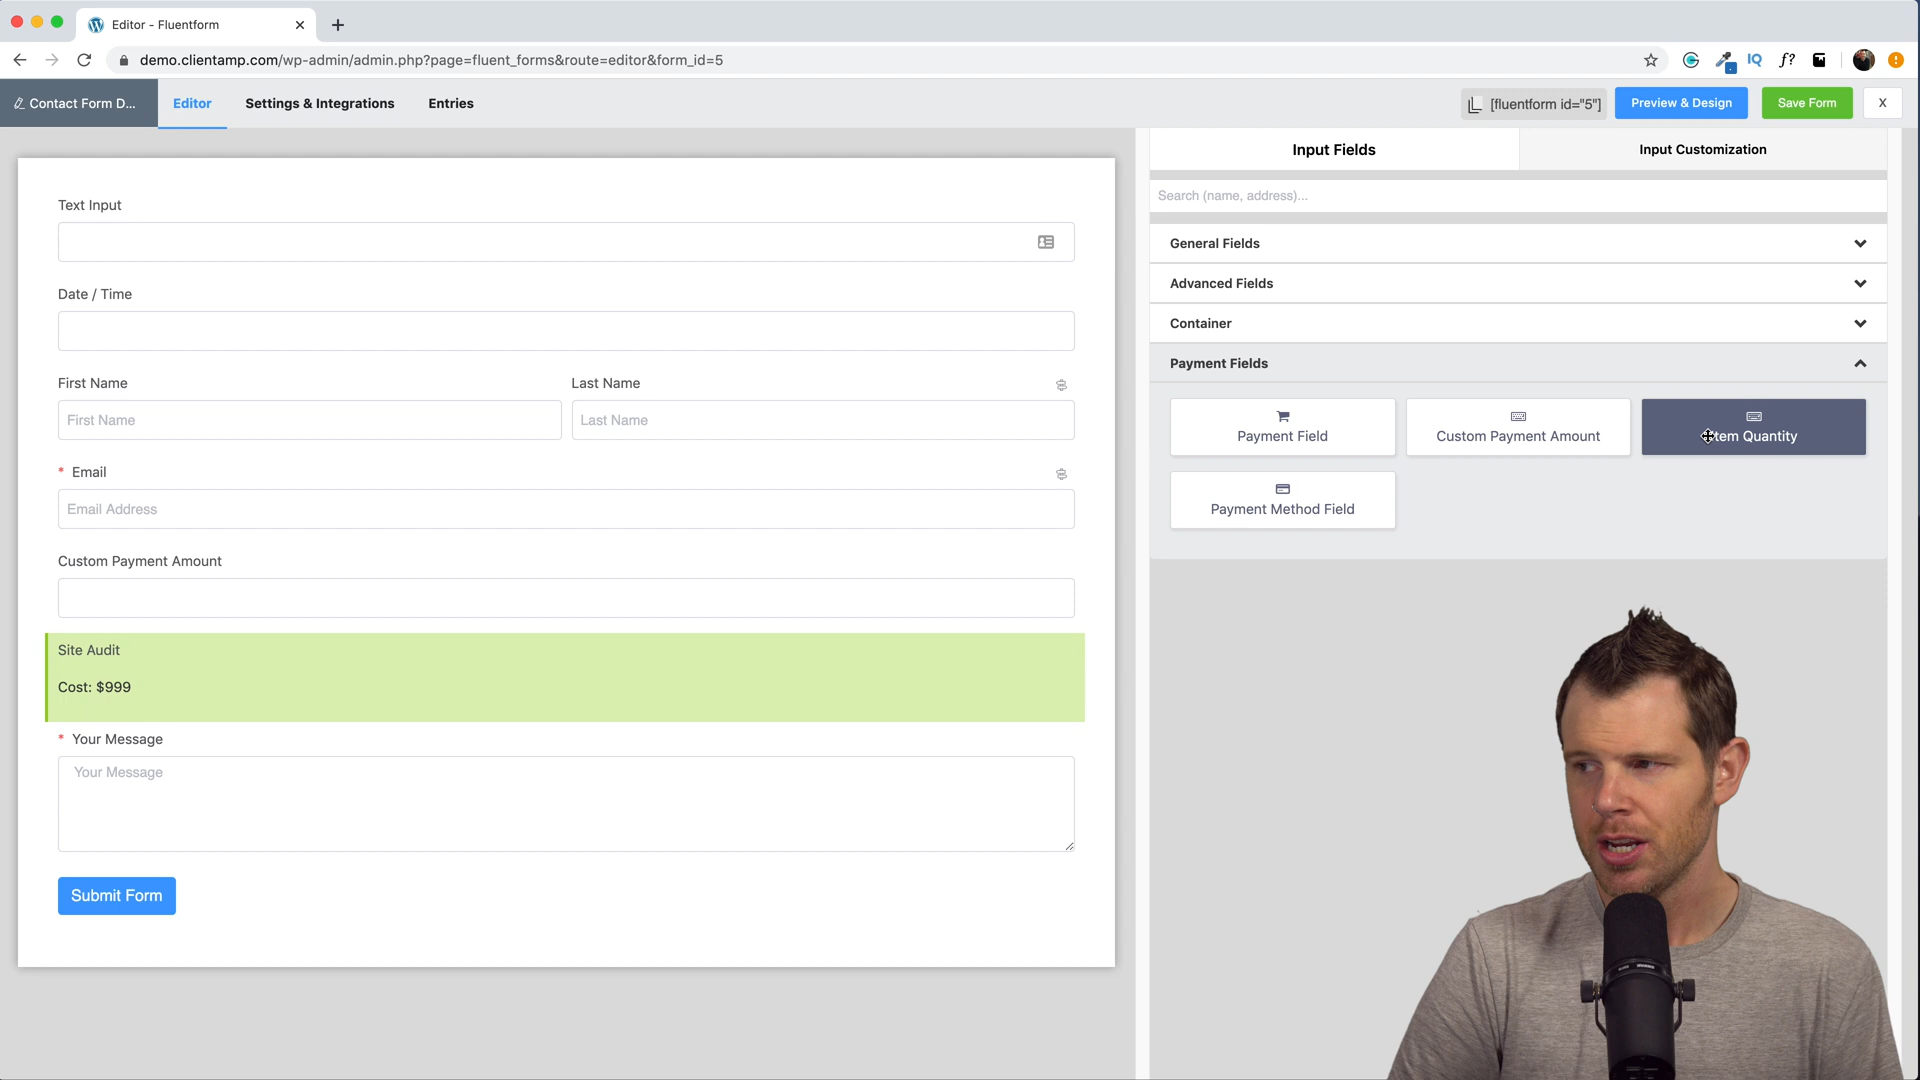 Editor - Fluentform
demo.clientamp.com/wp-admin/admin.php?page=fluent_forms&route=editor&form_id=5
IQ
f?
Contact Form D...
Editor
Settings & Integrations
Entries
[fluentform id="5"]
Preview & Design
Save Form
X
Input Fields
Input Customization
Search (name, address)...
General Fields
Advanced Fields
Container
Payment Fields
Payment Field
Custom Payment Amount
Item Quantity
Payment Method Field
Text Input
Date / Time
First Name
Last Name
First Name
Last Name
* Email
Email Address
Custom Payment Amount
Site Audit
Cost: $999
* Your Message
Your Message
Submit Form